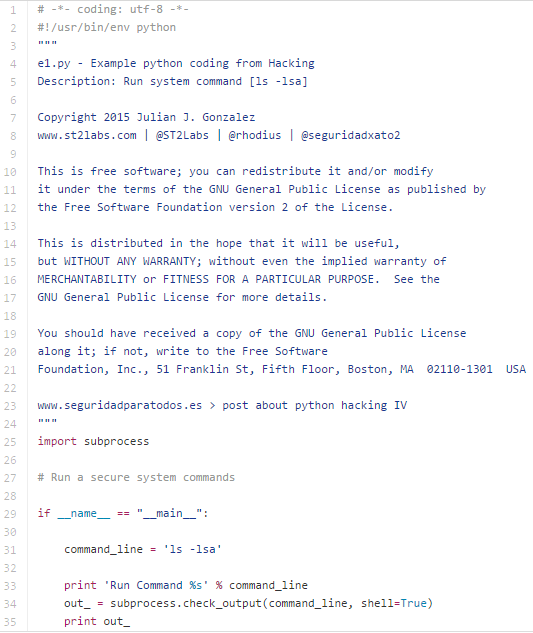 1 # -*- coding: utf-8 -*-
2 #!/usr/bin/env python
3 """
4 e1.py - Example python coding from Hacking
5 Description: Run system command [ls -lsa]
6
7 Copyright 2015 Julian J. Gonzalez
8 www.st2labs.com | @ST2Labs | @rhodius | @seguridadxato2
9
10 This is free software; you can redistribute it and/or modify
11 it under the terms of the GNU General Public License as published by
12 the Free Software Foundation version 2 of the License.
13
14 This is distributed in the hope that it will be useful,
15 but WITHOUT ANY WARRANTY; without even the implied warranty of
16 MERCHANTABILITY or FITNESS FOR A PARTICULAR PURPOSE.  See the
17 GNU General Public License for more details.
18
19 You should have received a copy of the GNU General Public License
20 along it; if not, write to the Free Software
21 Foundation, Inc., 51 Franklin St, Fifth Floor, Boston, MA  02110-1301  USA
22
23 www.seguridadparatodos.es > post about python hacking IV
24 """
25 import subprocess
26
27 # Run a secure system commands
28
29 if __name__ == "__main__":
30
31     command_line = 'ls -lsa'
32
33     print 'Run Command %s' % command_line
34     out_ = subprocess.check_output(command_line, shell=True)
35     print out_